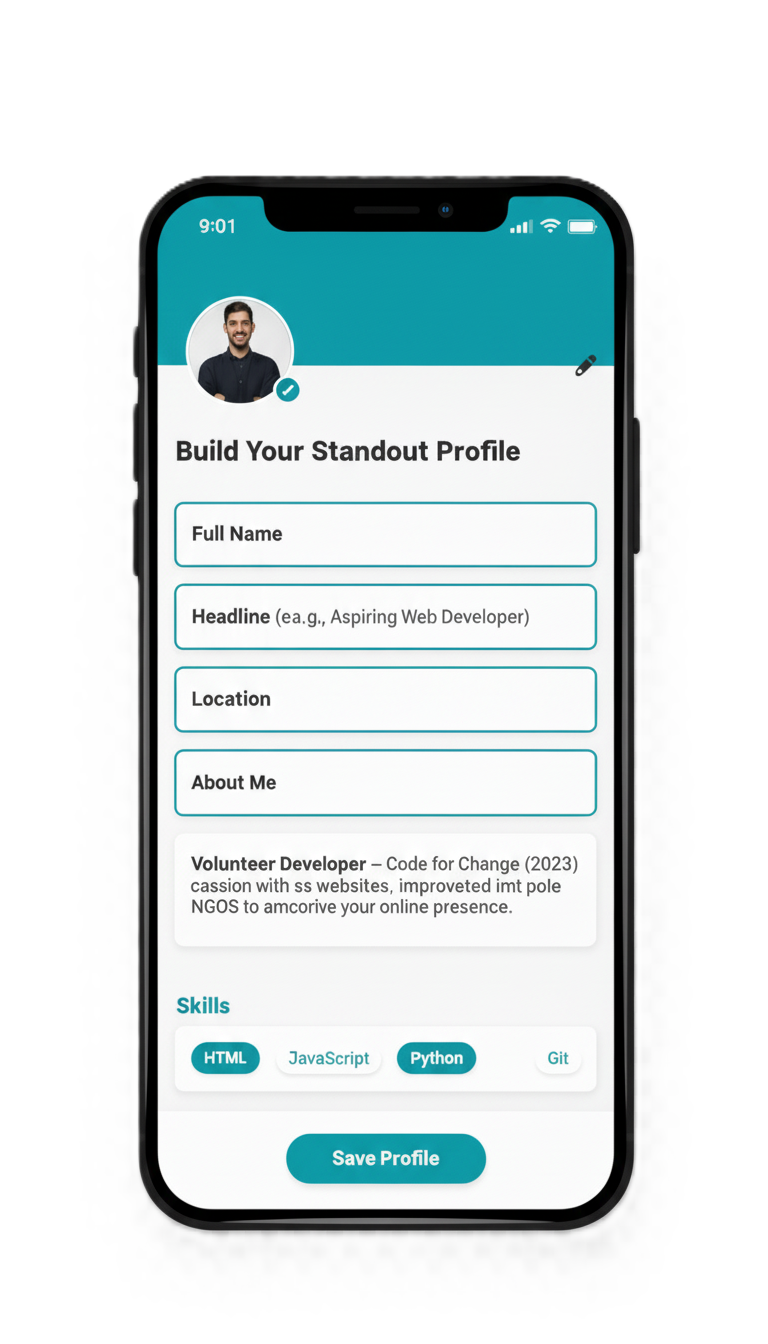 9:01
Build Your Standout Profile
Full Name
Headline (ea.g., Aspiring Web Developer)
Location
About Me
Volunteer Developer – Code for Change (2023)
cassion with ss websites, improveted imt pole
NGOS to amcorive your online presence.
Skills
HTML JavaScript Python Git
Save Profile